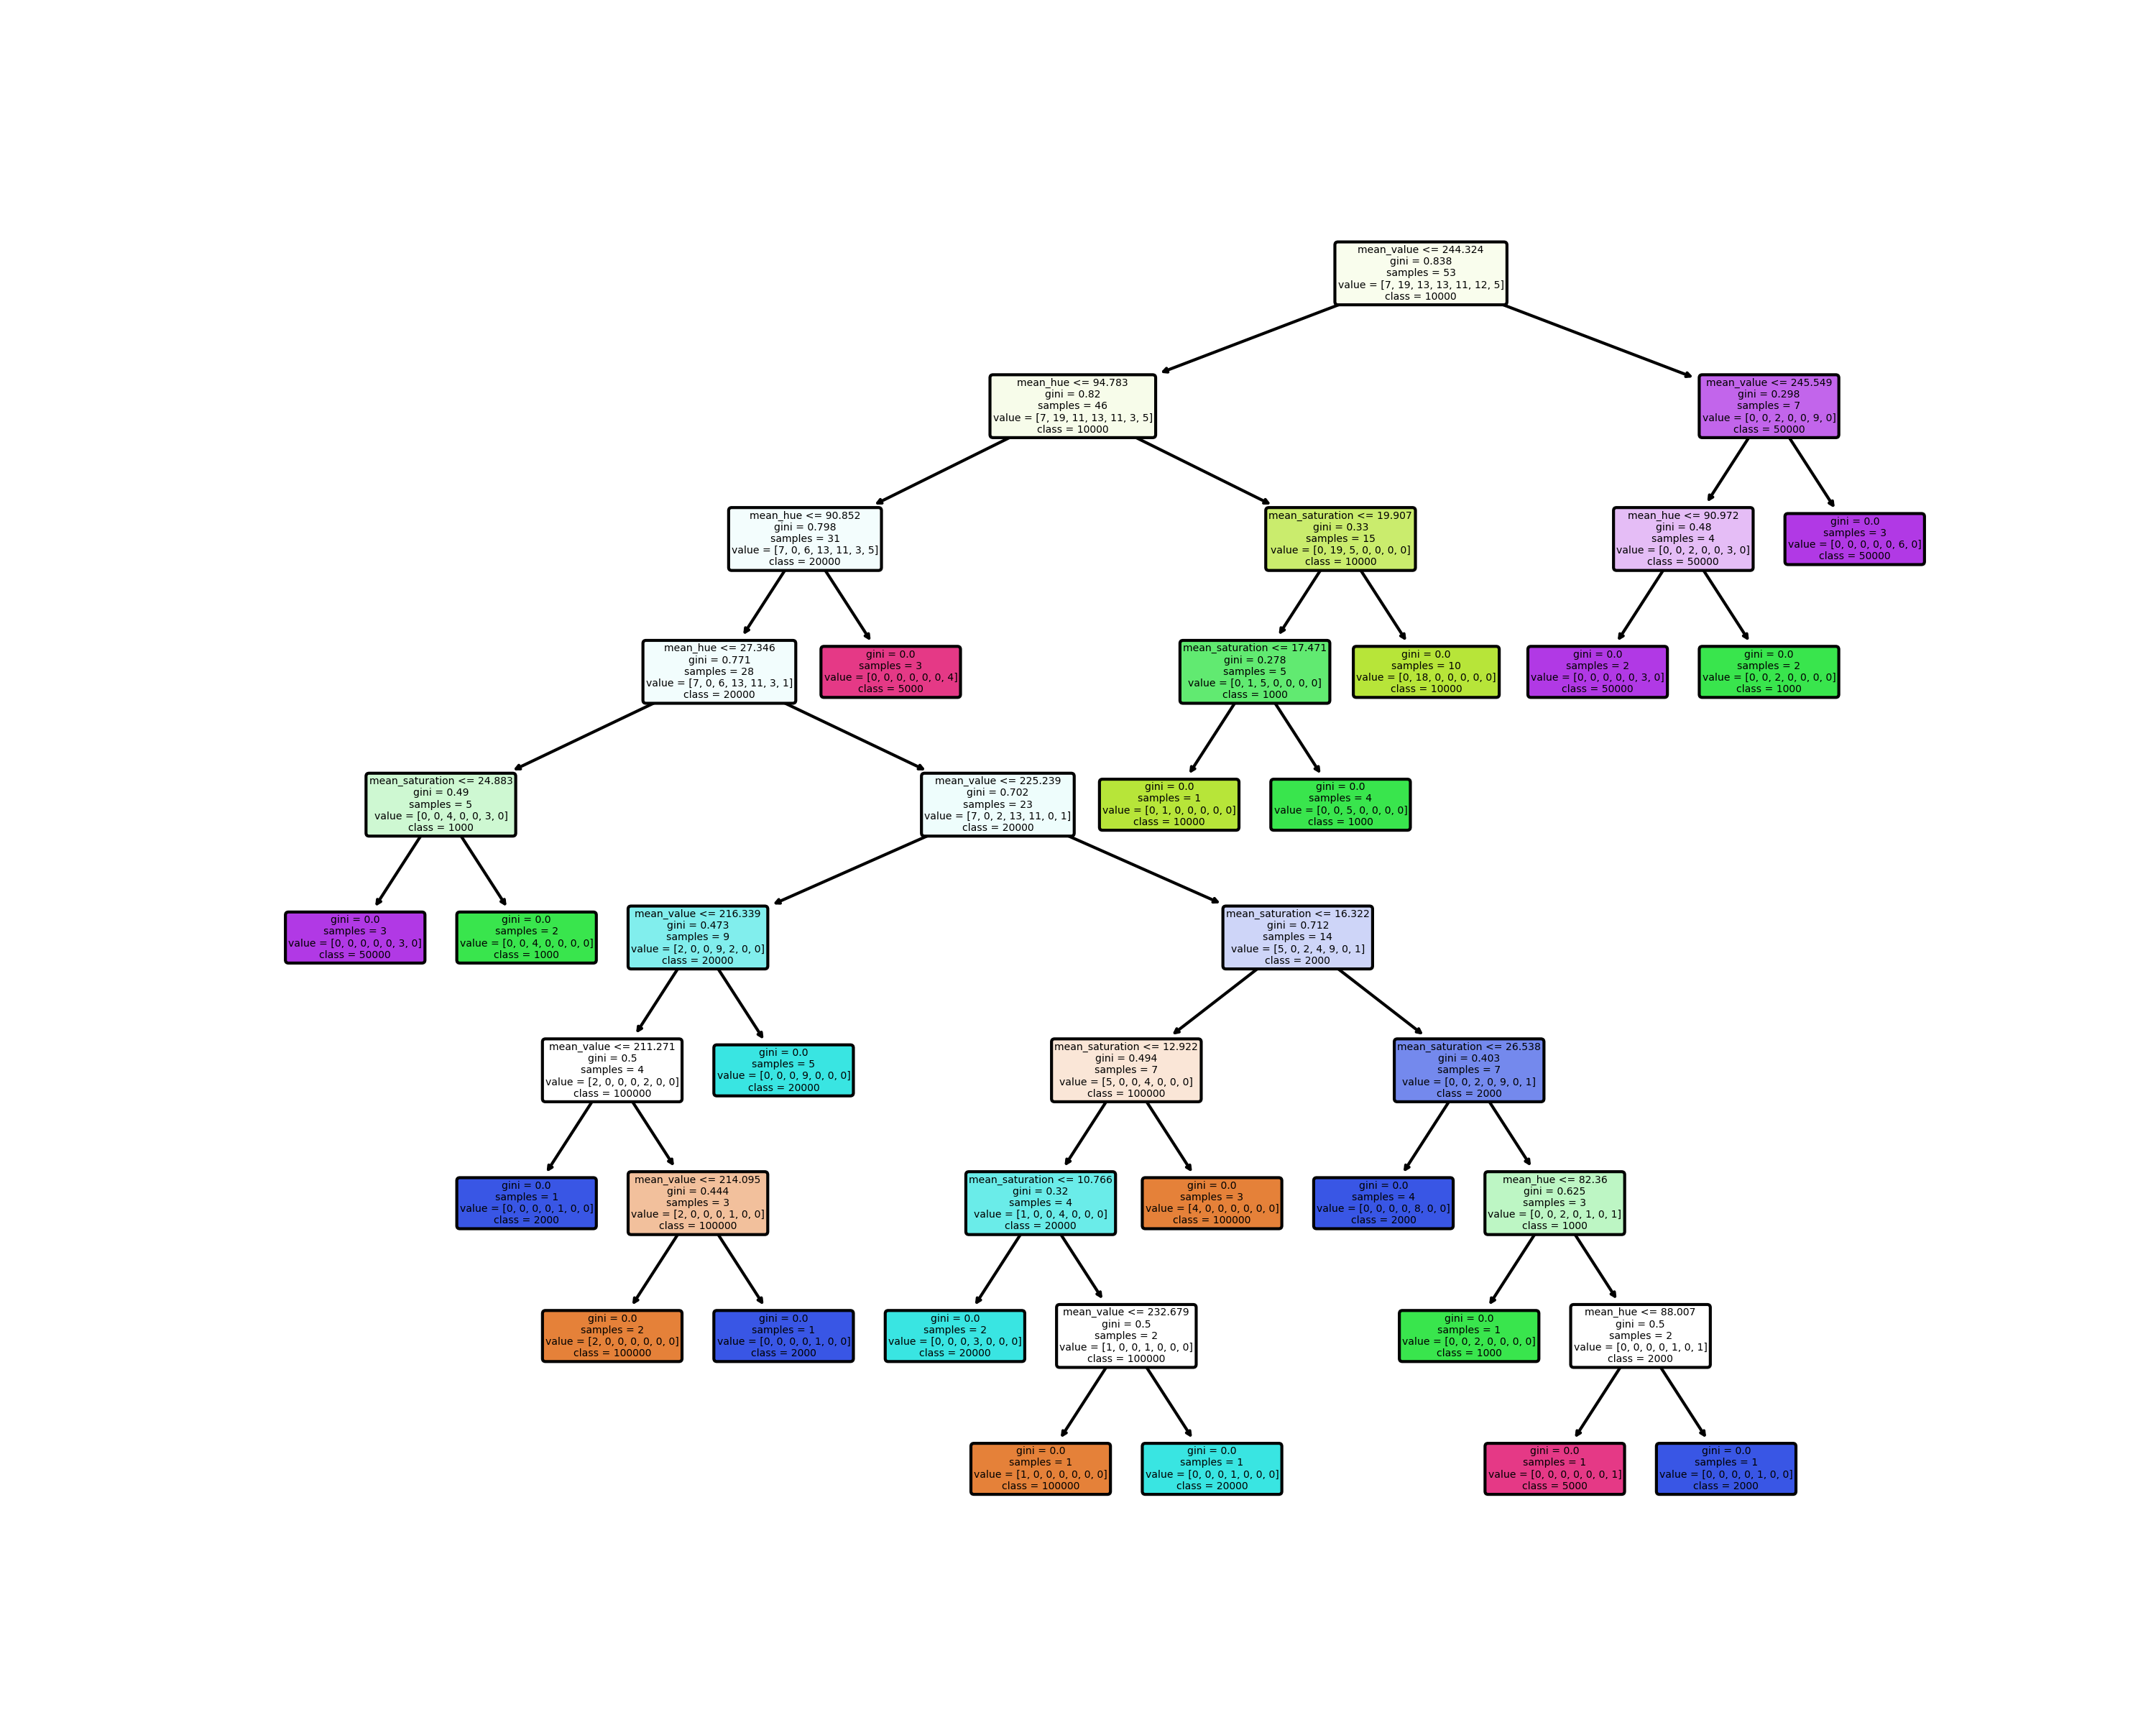 mean_value <= 244.324
gini = 0.838
samples = 53
value = [7, 19, 13, 13, 11, 12, 5]
class = 10000
mean_hue <= 94.783
gini = 0.82
samples = 46
value = [7, 19, 11, 13, 11, 3, 5]
class = 10000
mean_value <= 245.549
gini = 0.298
samples = 7
value = [0, 0, 2, 0, 0, 9, 0]
class = 50000
mean_hue <= 90.852
gini = 0.798
samples = 31
value = [7, 0, 6, 13, 11, 3, 5]
class = 20000
mean_saturation <= 19.907
gini = 0.33
samples = 15
value = [0, 19, 5, 0, 0, 0, 0]
class = 10000
mean_hue <= 90.972
gini = 0.48
samples = 4
value = [0, 0, 2, 0, 0, 3, 0]
class = 50000
gini = 0.0
samples = 3
value = [0, 0, 0, 0, 0, 6, 0]
class = 50000
mean_hue <= 27.346
gini = 0.771
samples = 28
value = [7, 0, 6, 13, 11, 3, 1]
class = 20000
gini = 0.0
samples = 3
value = [0, 0, 0, 0, 0, 0, 4]
class = 5000
mean_saturation <= 17.471
gini = 0.278
samples = 5
value = [0, 1, 5, 0, 0, 0, 0]
class = 1000
gini = 0.0
samples = 10
value = [0, 18, 0, 0, 0, 0, 0]
class = 10000
gini = 0.0
samples = 2
value = [0, 0, 0, 0, 0, 3, 0]
class = 50000
gini = 0.0
samples = 2
value = [0, 0, 2, 0, 0, 0, 0]
class = 1000
mean_saturation <= 24.883
gini = 0.49
samples = 5
value = [0, 0, 4, 0, 0, 3, 0]
class = 1000
mean_value <= 225.239
gini = 0.702
samples = 23
value = [7, 0, 2, 13, 11, 0, 1]
class = 20000
gini = 0.0
samples = 1
value = [0, 1, 0, 0, 0, 0, 0]
class = 10000
gini = 0.0
samples = 4
value = [0, 0, 5, 0, 0, 0, 0]
class = 1000
gini = 0.0
samples = 3
value = [0, 0, 0, 0, 0, 3, 0]
class = 50000
gini = 0.0
samples = 2
value = [0, 0, 4, 0, 0, 0, 0]
class = 1000
mean_value <= 216.339
gini = 0.473
samples = 9
value = [2, 0, 0, 9, 2, 0, 0]
class = 20000
mean_saturation <= 16.322
gini = 0.712
samples = 14
value = [5, 0, 2, 4, 9, 0, 1]
class = 2000
mean_value <= 211.271
gini = 0.5
samples = 4
value = [2, 0, 0, 0, 2, 0, 0]
class = 100000
gini = 0.0
samples = 5
value = [0, 0, 0, 9, 0, 0, 0]
class = 20000
mean_saturation <= 12.922
gini = 0.494
samples = 7
value = [5, 0, 0, 4, 0, 0, 0]
class = 100000
mean_saturation <= 26.538
gini = 0.403
samples = 7
value = [0, 0, 2, 0, 9, 0, 1]
class = 2000
gini = 0.0
samples = 1
value = [0, 0, 0, 0, 1, 0, 0]
class = 2000
mean_value <= 214.095
gini = 0.444
samples = 3
value = [2, 0, 0, 0, 1, 0, 0]
class = 100000
mean_saturation <= 10.766
gini = 0.32
samples = 4
value = [1, 0, 0, 4, 0, 0, 0]
class = 20000
gini = 0.0
samples = 3
value = [4, 0, 0, 0, 0, 0, 0]
class = 100000
gini = 0.0
samples = 4
value = [0, 0, 0, 0, 8, 0, 0]
class = 2000
mean_hue <= 82.36
gini = 0.625
samples = 3
value = [0, 0, 2, 0, 1, 0, 1]
class = 1000
gini = 0.0
samples = 2
value = [2, 0, 0, 0, 0, 0, 0]
class = 100000
gini = 0.0
samples = 1
value = [0, 0, 0, 0, 1, 0, 0]
class = 2000
gini = 0.0
samples = 2
value = [0, 0, 0, 3, 0, 0, 0]
class = 20000
mean_value <= 232.679
gini = 0.5
samples = 2
value = [1, 0, 0, 1, 0, 0, 0]
class = 100000
gini = 0.0
samples = 1
value = [0, 0, 2, 0, 0, 0, 0]
class = 1000
mean_hue <= 88.007
gini = 0.5
samples = 2
value = [0, 0, 0, 0, 1, 0, 1]
class = 2000
gini = 0.0
samples = 1
value = [1, 0, 0, 0, 0, 0, 0]
class = 100000
gini = 0.0
samples = 1
value = [0, 0, 0, 1, 0, 0, 0]
class = 20000
gini = 0.0
samples = 1
value = [0, 0, 0, 0, 0, 0, 1]
class = 5000
gini = 0.0
samples = 1
value = [0, 0, 0, 0, 1, 0, 0]
class = 2000